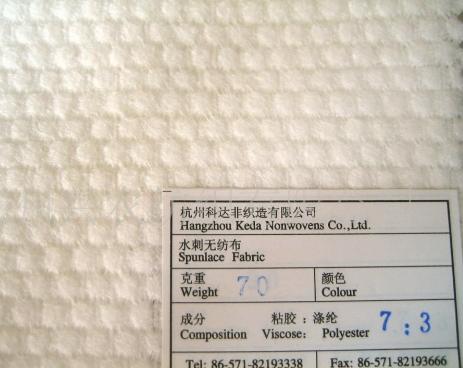 杭州科达非织造有限公司
Hangzhou Keda Nonwovens Co.,Ltd.
水刺无纺布
Spunlace Fabric
克重 颜色
Weight 70 Colour
成分 粘胶：涤纶
Composition Viscose: Polyester 7:3
Tel: 86-571-82193338 Fax: 86-571-82193666